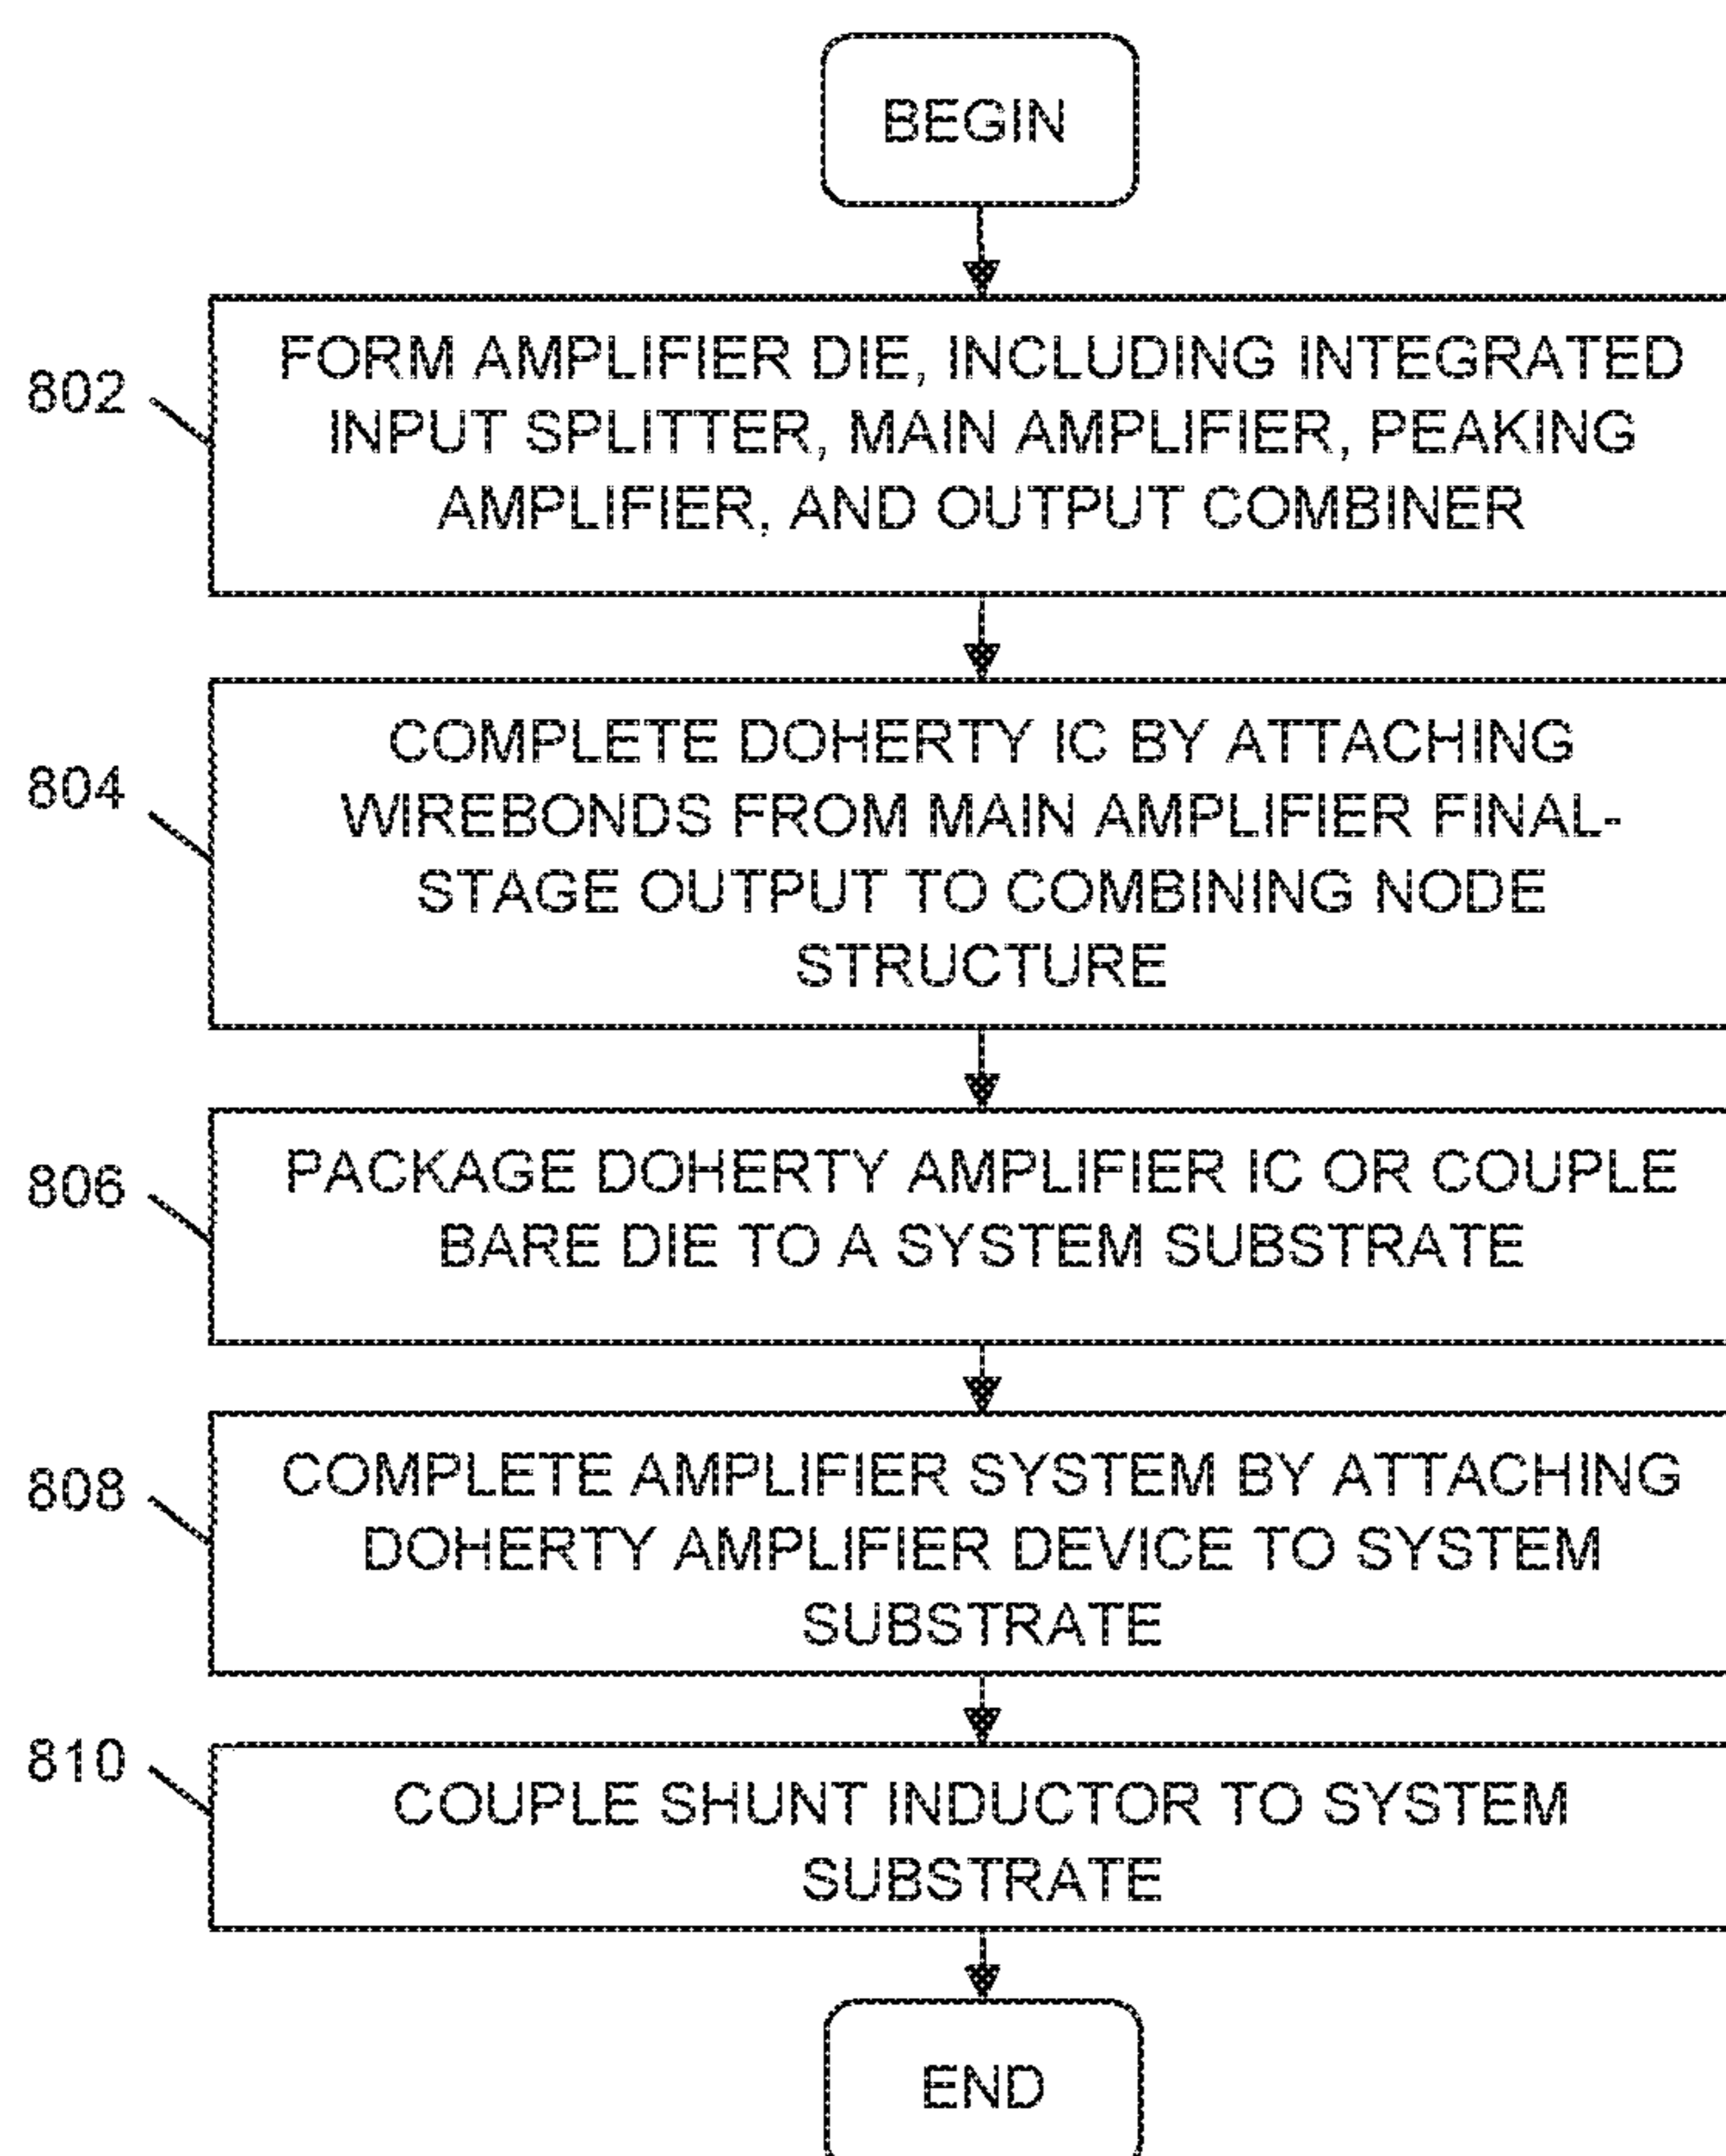 BEGIN
802
FORM AMPLIFIER DIE, INCLUDING INTEGRATED
INPUT SPLITTER, MAIN AMPLIFIER, PEAKING
AMPLIFIER, AND OUTPUT COMBINER
804
COMPLETE DOHERTY IC BY ATTACHING
WIREBONDS FROM MAIN AMPLIFIER FINAL-
STAGE OUTPUT TO COMBINING NODE
STRUCTURE
806
PACKAGE DOHERTY AMPLIFIER IC OR COUPLE
BARE DIE TO A SYSTEM SUBSTRATE
808
COMPLETE AMPLIFIER SYSTEM BY ATTACHING
DOHERTY AMPLIFIER DEVICE TO SYSTEM
SUBSTRATE
810
COUPLE SHUNT INDUCTOR TO SYSTEM
SUBSTRATE
END